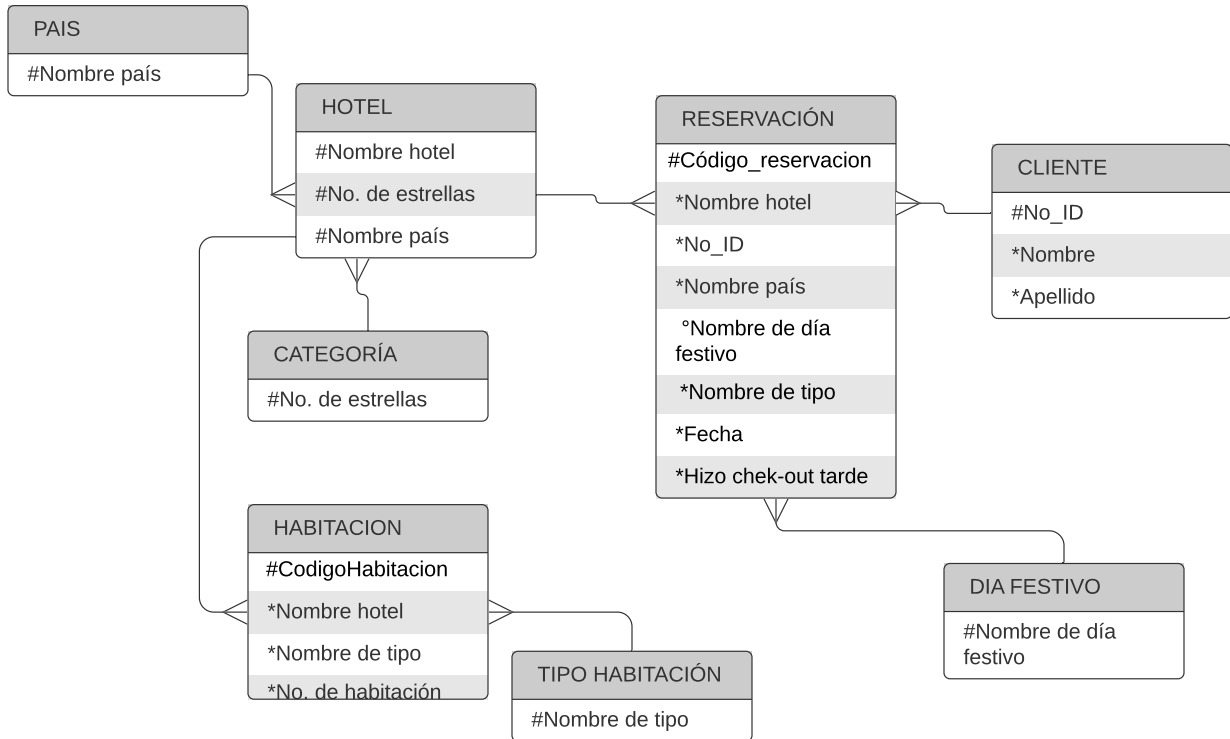 PAIS
#Nombre país
HOTEL
#Nombre hotel
#No. de estrellas
#Nombre país
RESERVACIÓN
#Código_reservacion
*Nombre hotel
*No_ID
*Nombre país
°Nombre de día
festivo
*Nombre de tipo
*Fecha
*Hizo chek-out tarde
CLIENTE
#No_ID
*Nombre
*Apellido
CATEGORÍA
#No. de estrellas
HABITACION
#CodigoHabitacion
*Nombre hotel
*Nombre de tipo
*No. de habitación
TIPO HABITACIÓN
#Nombre de tipo
DIA FESTIVO
#Nombre de día
festivo